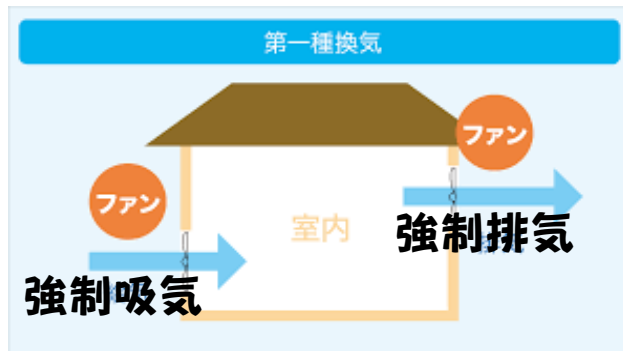 第一種換気
ファン
ファン
室内
強制排気
強制吸気